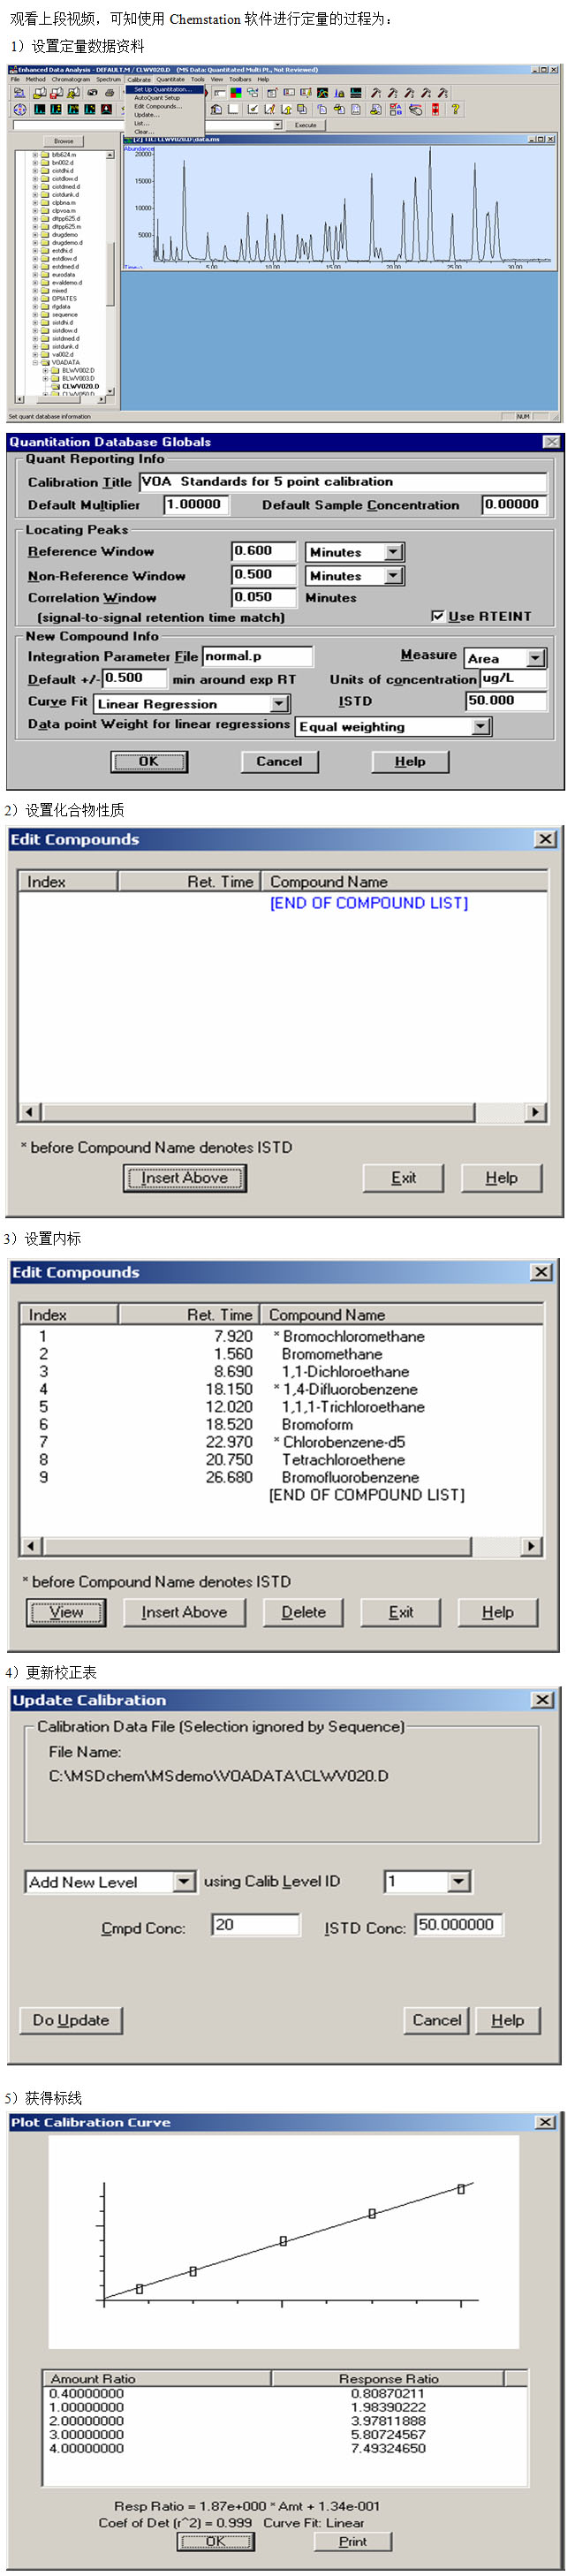 观看上段视频，可知使用 Chemstation 软件进行定量的过程为：
1）设置定量数据资料
Enhanced Data Analysis - DEFAULT.M / CLWV020.D (MS Data: Quantitated Multi Pt., Not Reviewed)
File Method Chromatogram Spectrum Calibrate Quantitate Tools View Toolbars Help
Set Up Quantitation...
AutoQuant Setup
Edit Compounds...
Update...
List...
Clear...
Execute
Browse
[2] TIC: CLWV020.D\data.ms
Abundance
20000
15000
10000
5000
Time-->
5.00 10.00 15.00 20.00 25.00 30.00
bfb624.m
bn002.d
cistdhi.d
cistdlow.d
cistdmed.d
cistdunk.d
clpbna.m
clpvoa.m
dftpp625.d
dftpp625.m
drugdemo
drugdemo.d
estdhi.d
estdlow.d
estdmed.d
eurodata
evaldemo.d
mixed
OPIATES
rfgdata
sequence
sistdhi.d
sistdlow.d
sistdmed.d
sistdunk.d
va002.d
VOADATA
BLWV002.D
BLWV003.D
CLWV020.D
CLWV050.D
Set quant database information
NUM
Quantitation Database Globals
Quant Reporting Info
Calibration Title VOA Standards for 5 point calibration
Default Multiplier 1.00000 Default Sample Concentration 0.00000
Locating Peaks
Reference Window 0.600 Minutes
Non-Reference Window 0.500 Minutes
Correlation Window 0.050 Minutes
(signal-to-signal retention time match) Use RTEINT
New Compound Info
Integration Parameter File normal.p Measure Area
Default +/- 0.500 min around exp RT Units of concentration ug/L
Curve Fit Linear Regression ISTD 50.000
Data point Weight for linear regressions Equal weighting
OK Cancel Help
2）设置化合物性质
Edit Compounds
Index Ret. Time Compound Name
[END OF COMPOUND LIST]
* before Compound Name denotes ISTD
Insert Above Exit Help
3）设置内标
Edit Compounds
Index Ret. Time Compound Name
1 7.920 * Bromochloromethane
2 1.560 Bromomethane
3 8.690 1,1-Dichloroethane
4 18.150 * 1,4-Difluorobenzene
5 12.020 1,1,1-Trichloroethane
6 18.520 Bromoform
7 22.970 * Chlorobenzene-d5
8 20.750 Tetrachloroethene
9 26.680 Bromofluorobenzene
[END OF COMPOUND LIST]
* before Compound Name denotes ISTD
View Insert Above Delete Exit Help
4）更新校正表
Update Calibration
Calibration Data File (Selection ignored by Sequence)
File Name:
C:\MSDchem\MSdemo\VOADATA\CLWV020.D
Add New Level using Calib Level ID 1
Cmpd Conc: 20 ISTD Conc: 50.000000
Do Update Cancel Help
5）获得标线
Plot Calibration Curve
Amount Ratio Response Ratio
0.40000000 0.80870211
1.00000000 1.98390222
2.00000000 3.97811888
3.00000000 5.80724567
4.00000000 7.49324650
Resp Ratio = 1.87e+000 * Amt + 1.34e-001
Coef of Det (r^2) = 0.999 Curve Fit: Linear
OK Print